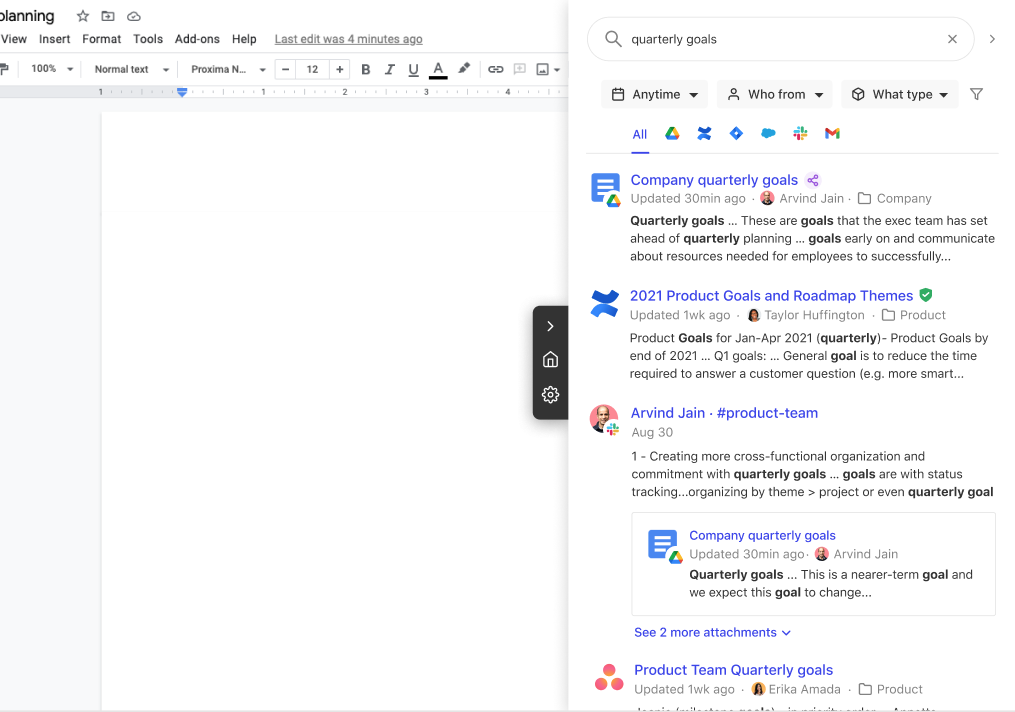 planning
View Insert Format Tools Add-ons Help Last edit was 4 minutes ago
100% Normal text Proxima N... − 12 + B I U A
1 1 2 3 4
quarterly goals
Anytime Who from What type
All
Company quarterly goals
Updated 30min ago · Arvind Jain · Company
Quarterly goals ... These are goals that the exec team has set
ahead of quarterly planning ... goals early on and communicate
about resources needed for employees to successfully...
2021 Product Goals and Roadmap Themes
Updated 1wk ago · Taylor Huffington · Product
Product Goals for Jan-Apr 2021 (quarterly)- Product Goals by
end of 2021 ... Q1 goals: ... General goal is to reduce the time
required to answer a customer question (e.g. more smart...
Arvind Jain · #product-team
Aug 30
1 - Creating more cross-functional organization and
commitment with quarterly goals ... goals are with status
tracking...organizing by theme > project or even quarterly goal
Company quarterly goals
Updated 30min ago · Arvind Jain
Quarterly goals ... This is a nearer-term goal and
we expect this goal to change...
See 2 more attachments
Product Team Quarterly goals
Updated 1wk ago · Erika Amada · Product